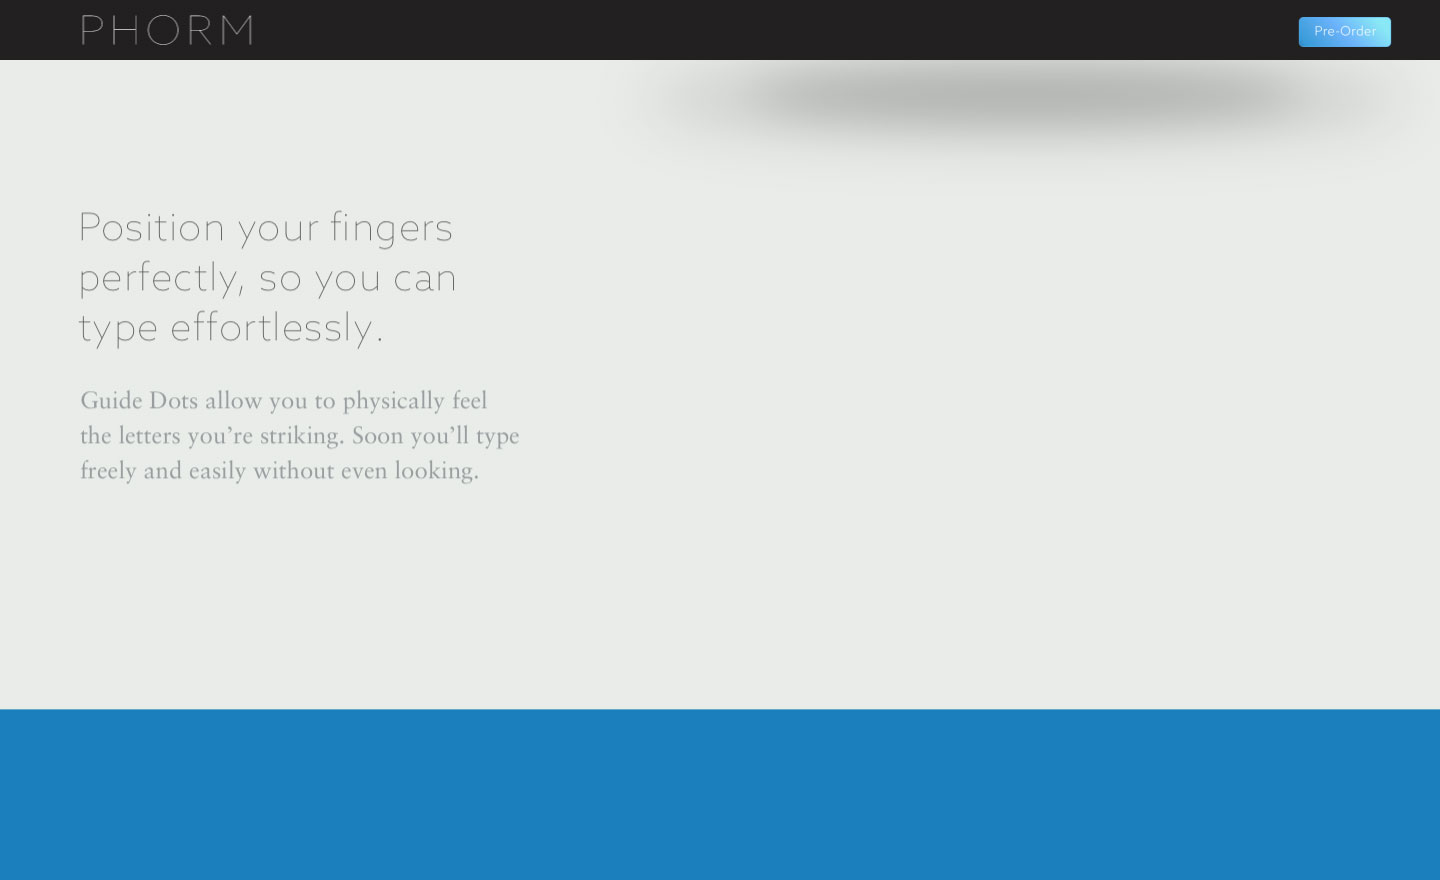 PHORM
Pre-Order
Position your fingers
perfectly, so you can
type effortlessly.
Guide Dots allow you to physically feel
the letters you’re striking. Soon you’ll type
freely and easily without even looking.